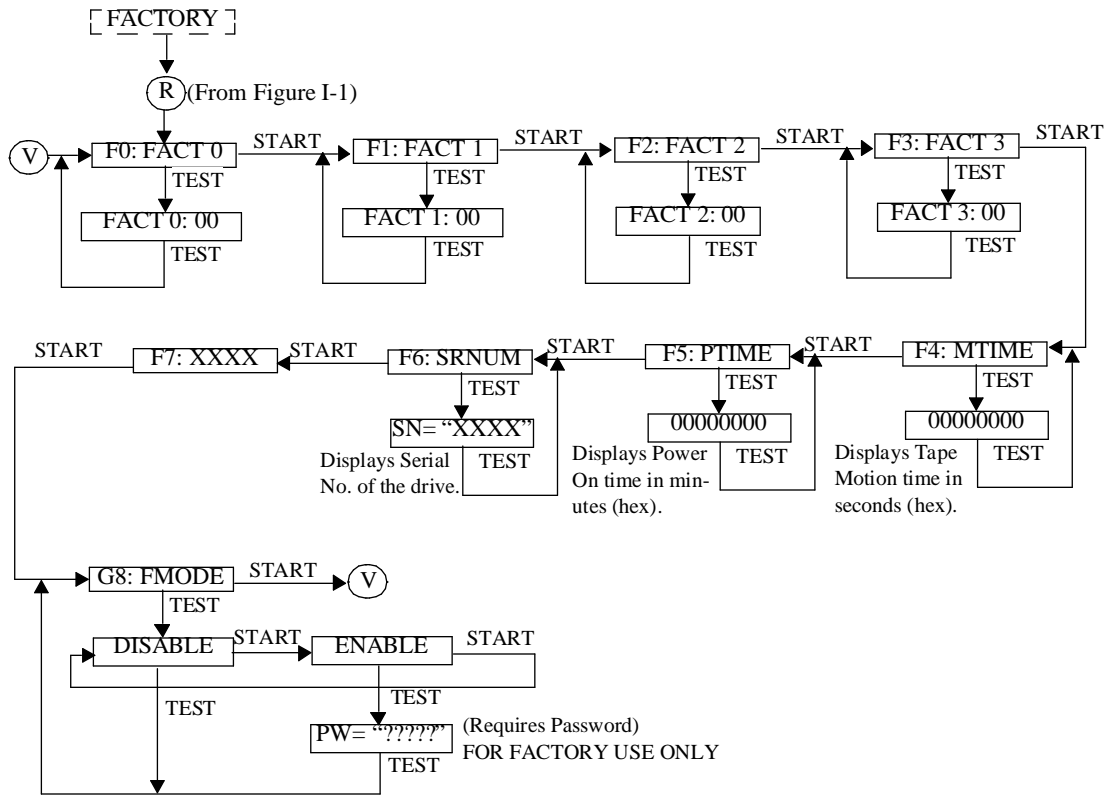 FACTORY
R (From Figure I-1)
V
F0: FACT 0
START
F1: FACT 1
START
F2: FACT 2
START
F3: FACT 3
START
TEST
TEST
TEST
TEST
FACT 0: 00
FACT 1: 00
FACT 2: 00
FACT 3: 00
TEST
TEST
TEST
TEST
START
F7: XXXX
START
F6: SRNUM
START
F5: PTIME
START
F4: MTIME
TEST
TEST
TEST
SN= “XXXX”
00000000
00000000
TEST
TEST
TEST
Displays Serial
No. of the drive.
Displays Power
On time in min-
utes (hex).
Displays Tape
Motion time in
seconds (hex).
G8: FMODE
START
V
TEST
DISABLE
START
ENABLE
START
TEST
TEST
PW= “?????”
(Requires Password)
FOR FACTORY USE ONLY
TEST